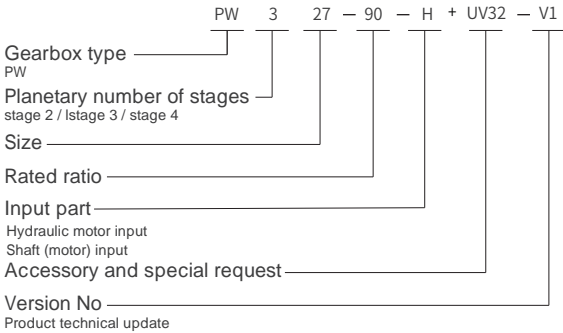 PW 3 27 – 90 – H + UV32 – V1
Gearbox type
PW
Planetary number of stages
stage 2 / lstage 3 / stage 4
Size
Rated ratio
Input part
Hydraulic motor input
Shaft (motor) input
Accessory and special request
Version No
Product technical update